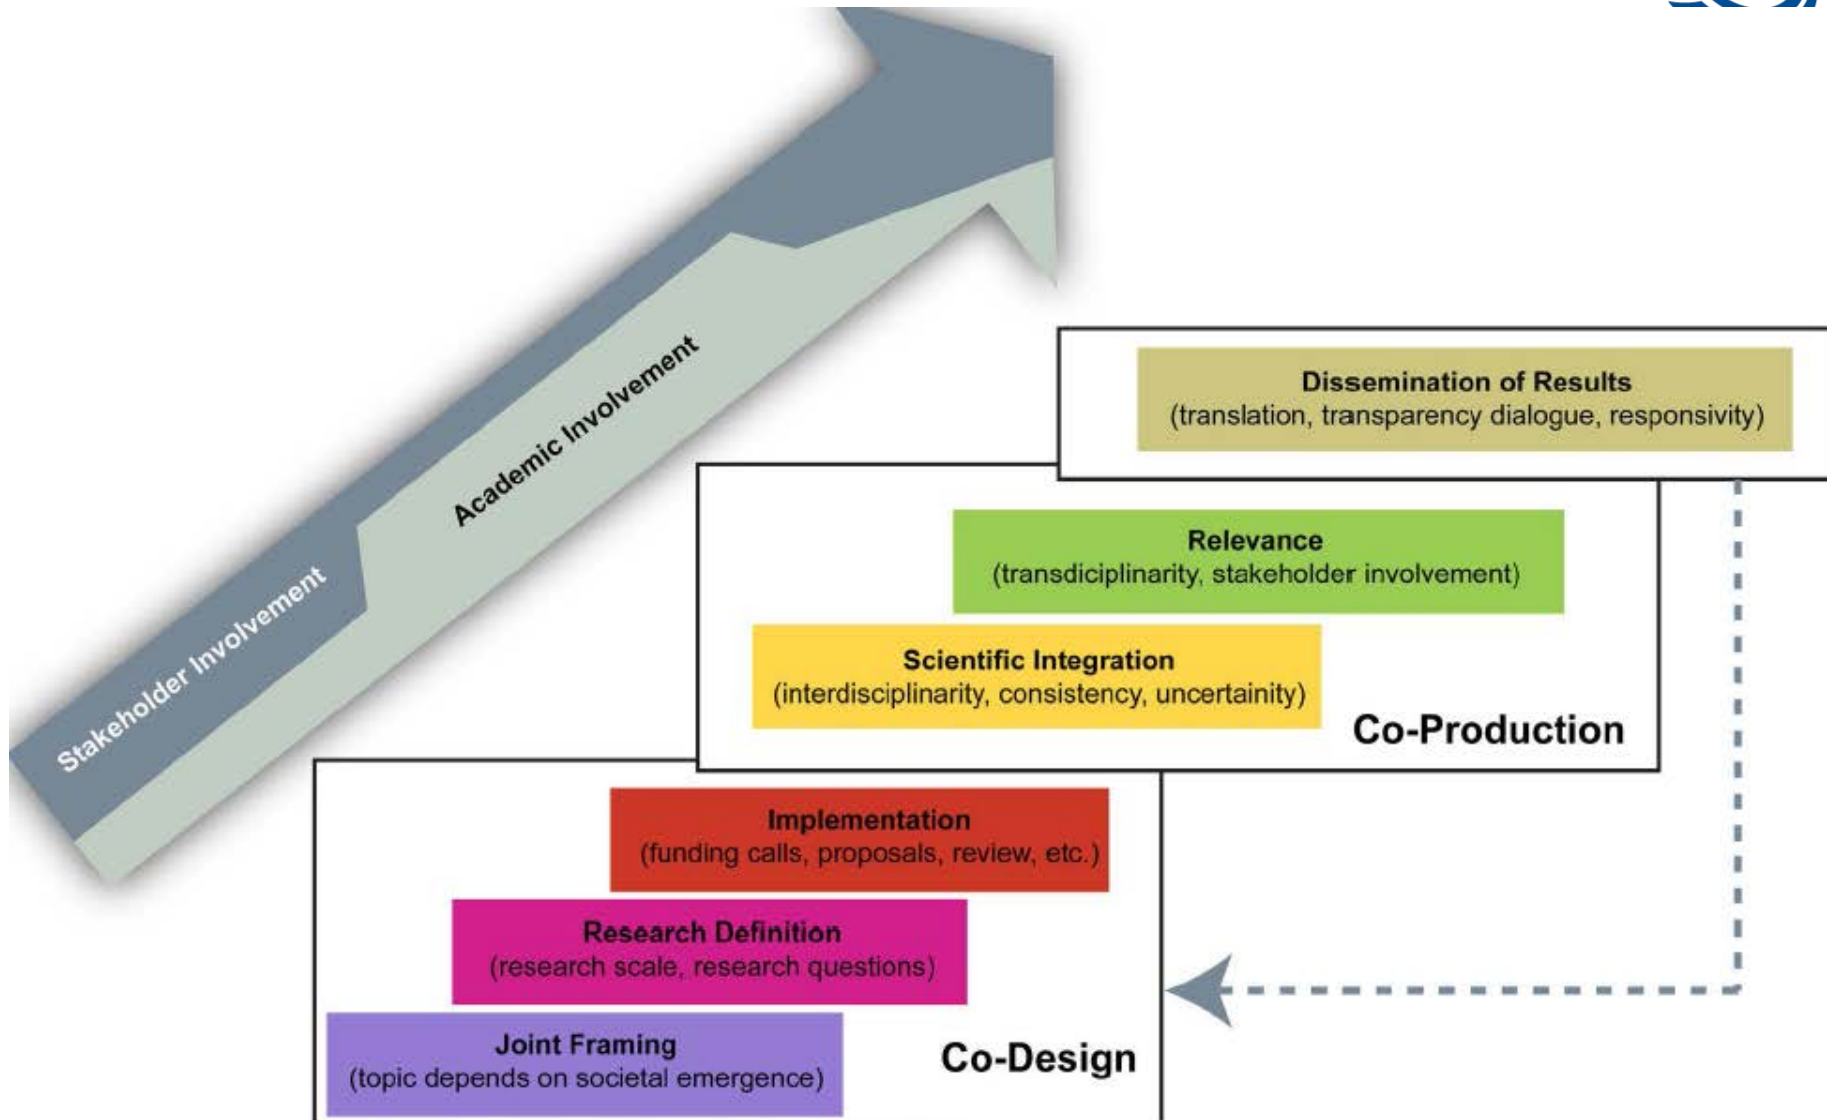 Stakeholder Involvement
Academic Involvement
Dissemination of Results
(translation, transparency dialogue, responsivity)
Relevance
(transdiciplinarity, stakeholder involvement)
Scientific Integration
(interdisciplinarity, consistency, uncertainity)
Co-Production
Implementation
(funding calls, proposals, review, etc.)
Research Definition
(research scale, research questions)
Joint Framing
(topic depends on societal emergence)
Co-Design